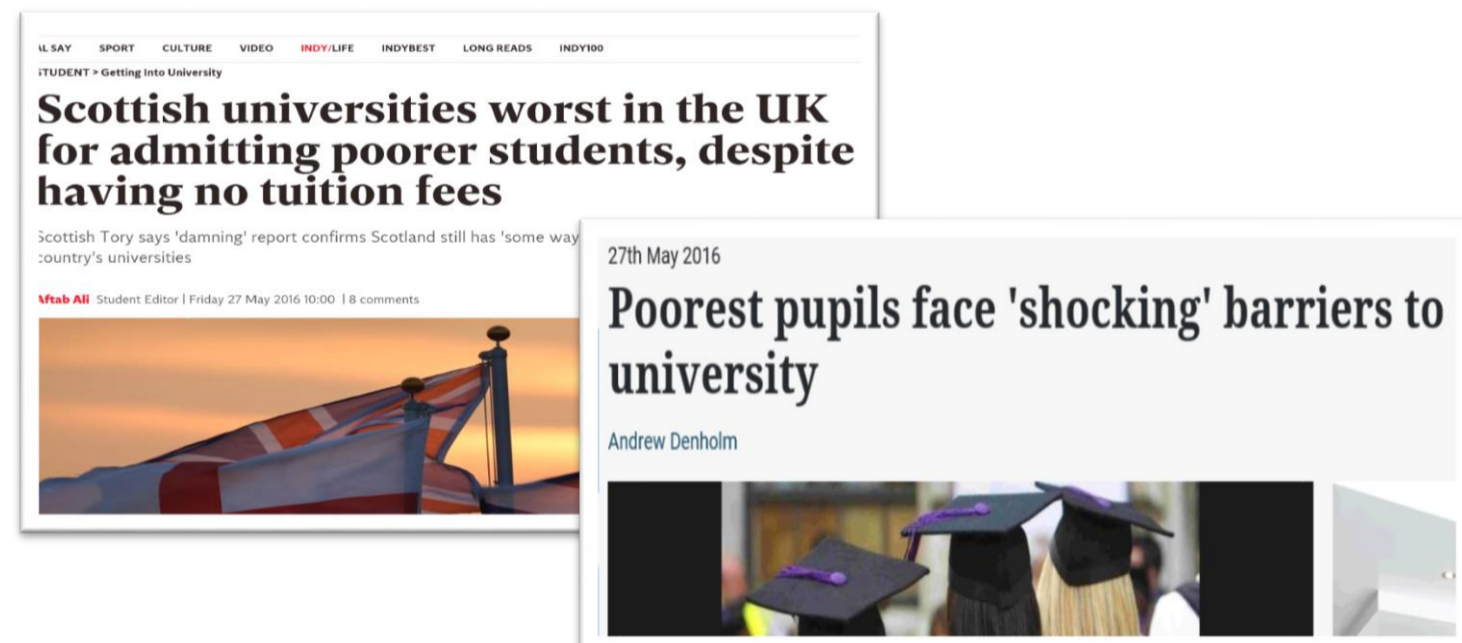 AL SAY SPORT CULTURE VIDEO INDY/LIFE INDYBEST LONG READS INDY100
STUDENT > Getting Into University
Scottish universities worst in the UK
for admitting poorer students, despite
having no tuition fees
Scottish Tory says 'damning' report confirms Scotland still has 'some way
country's universities
Aftab Ali Student Editor | Friday 27 May 2016 10:00 | 8 comments
27th May 2016
Poorest pupils face 'shocking' barriers to
university
Andrew Denholm